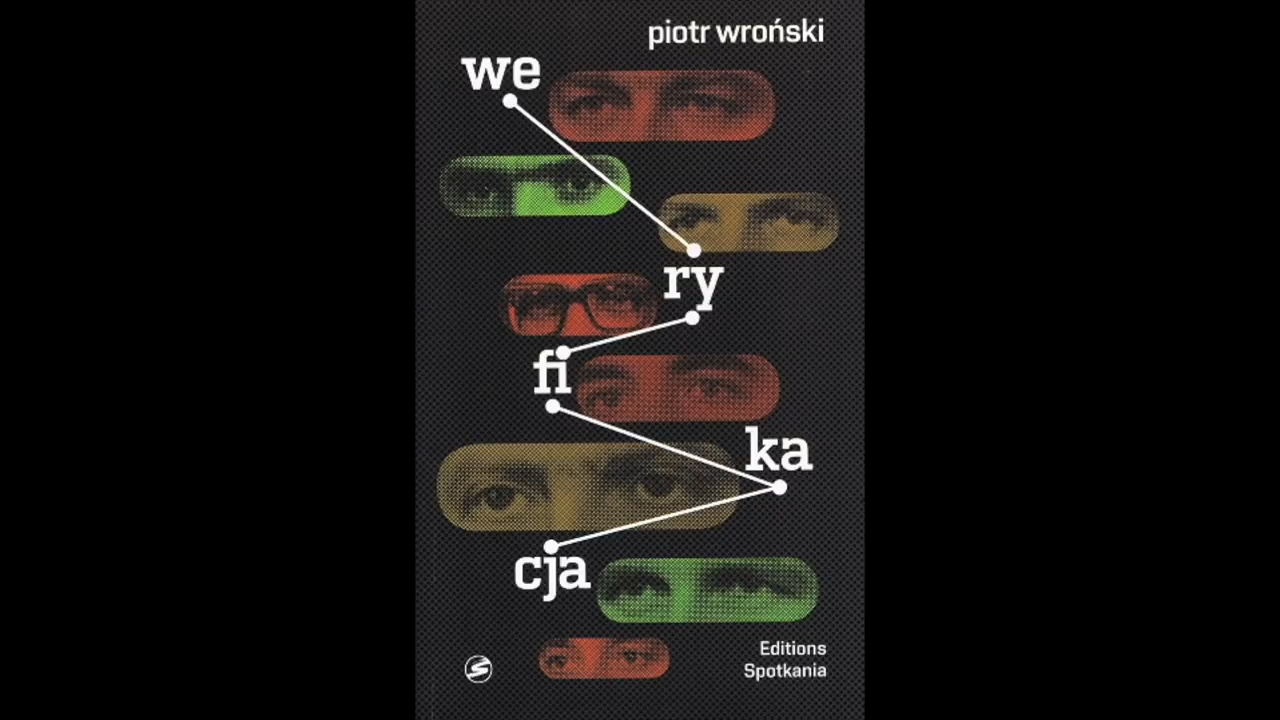 piotr wroński
we
ry
fi
ka
cja
Editions
Spotkania